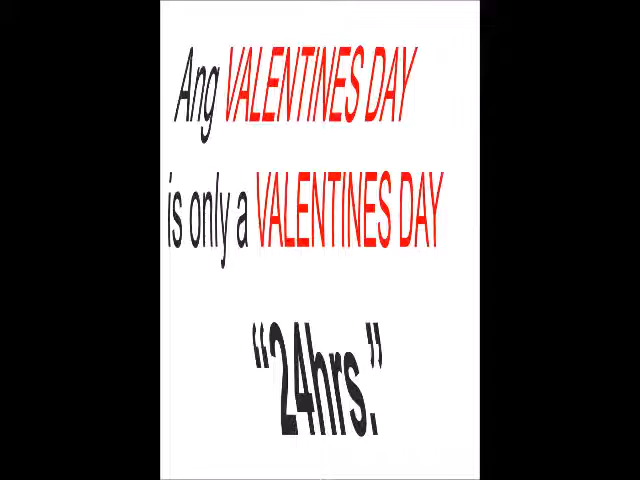 Ang VALENTINES DAY
is only a VALENTINES DAY
“24hrs.”